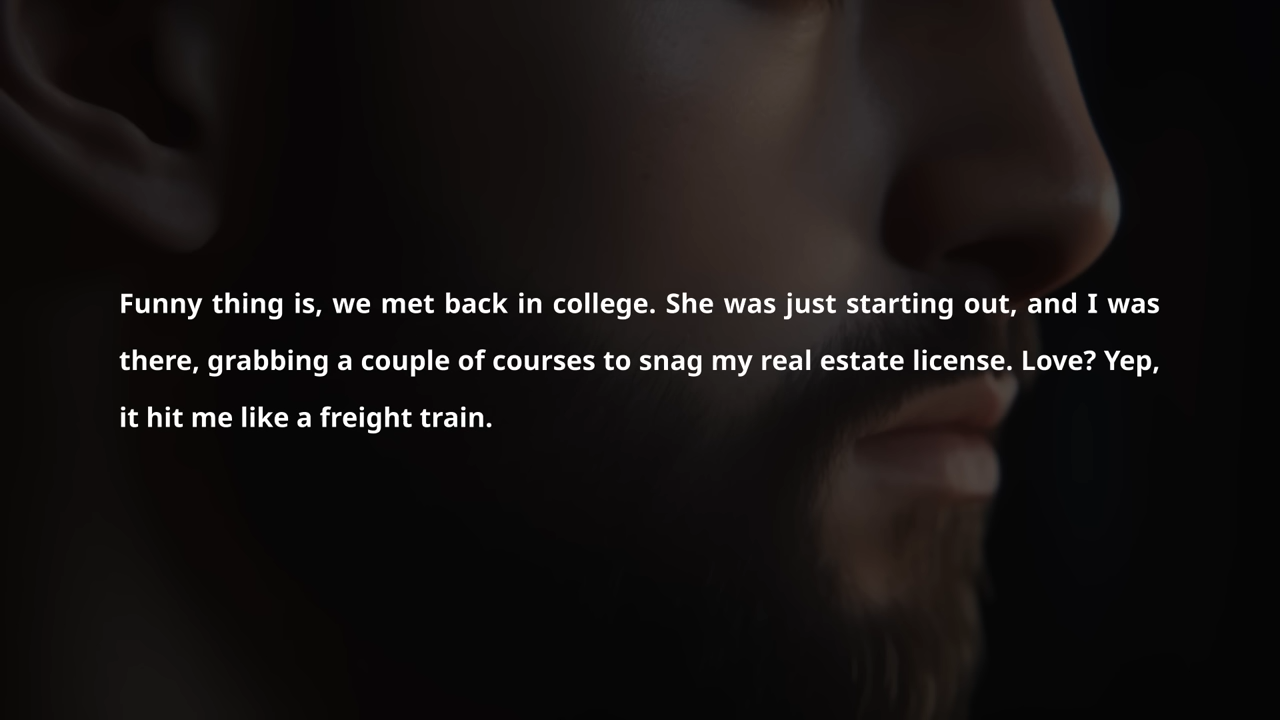 Funny thing is, we met back in college. She was just starting out, and I was
there, grabbing a couple of courses to snag my real estate license. Love? Yep,
it hit me like a freight train.